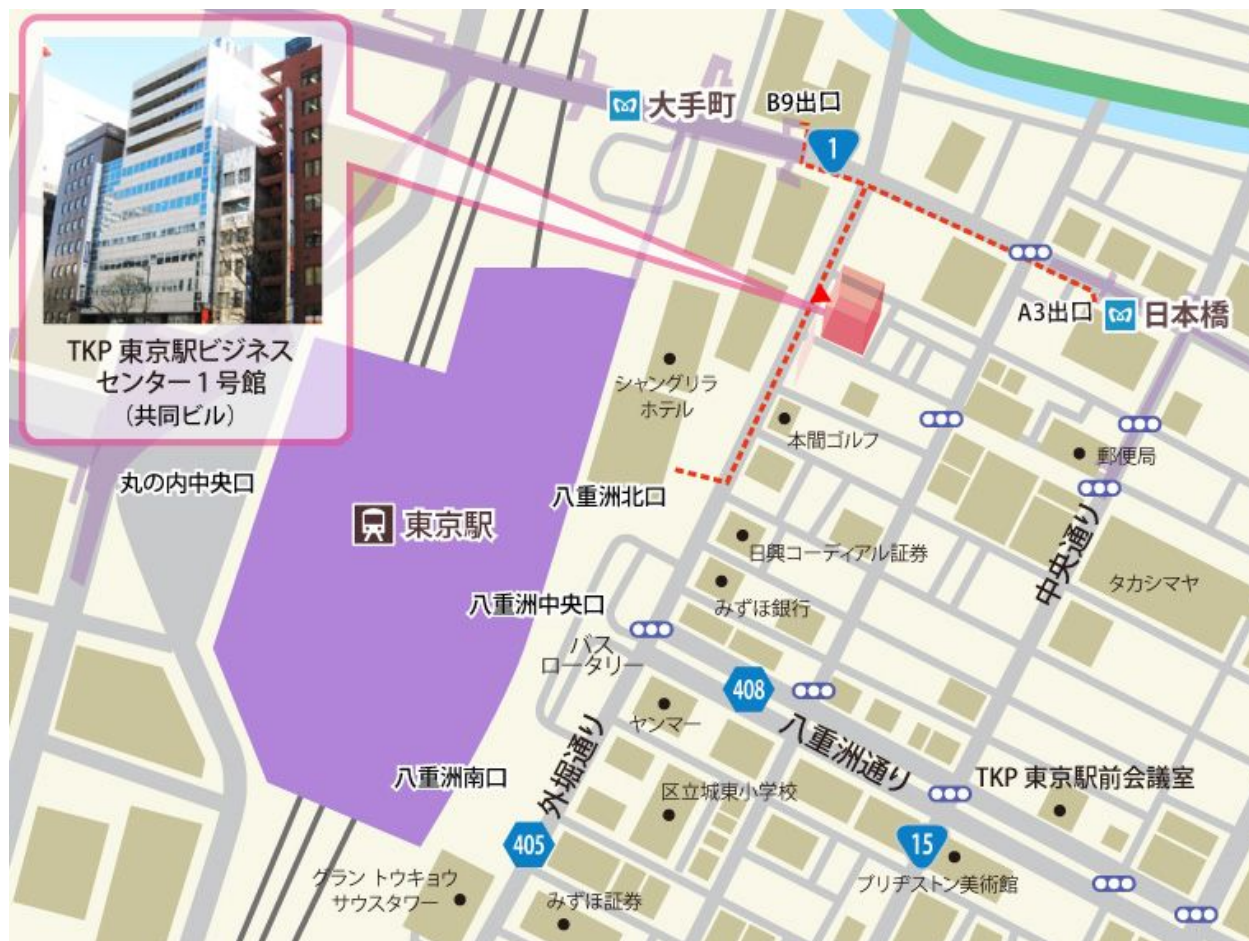 大手町
B9出口
1
TKP 東京駅ビジネス
センター1号館
（共同ビル）
A3出口
日本橋
シャングリラ
ホテル
本間ゴルフ
郵便局
丸の内中央口
八重洲北口
東京駅
日興コーディアル証券
中央通り
タカシマヤ
八重洲中央口
みずほ銀行
バス
ロータリー
408
ヤンマー
八重洲通り
外堀通り
八重洲南口
区立城東小学校
TKP 東京駅前会議室
405
15
ブリヂストン美術館
グラン トウキョウ
サウスタワー
みずほ証券